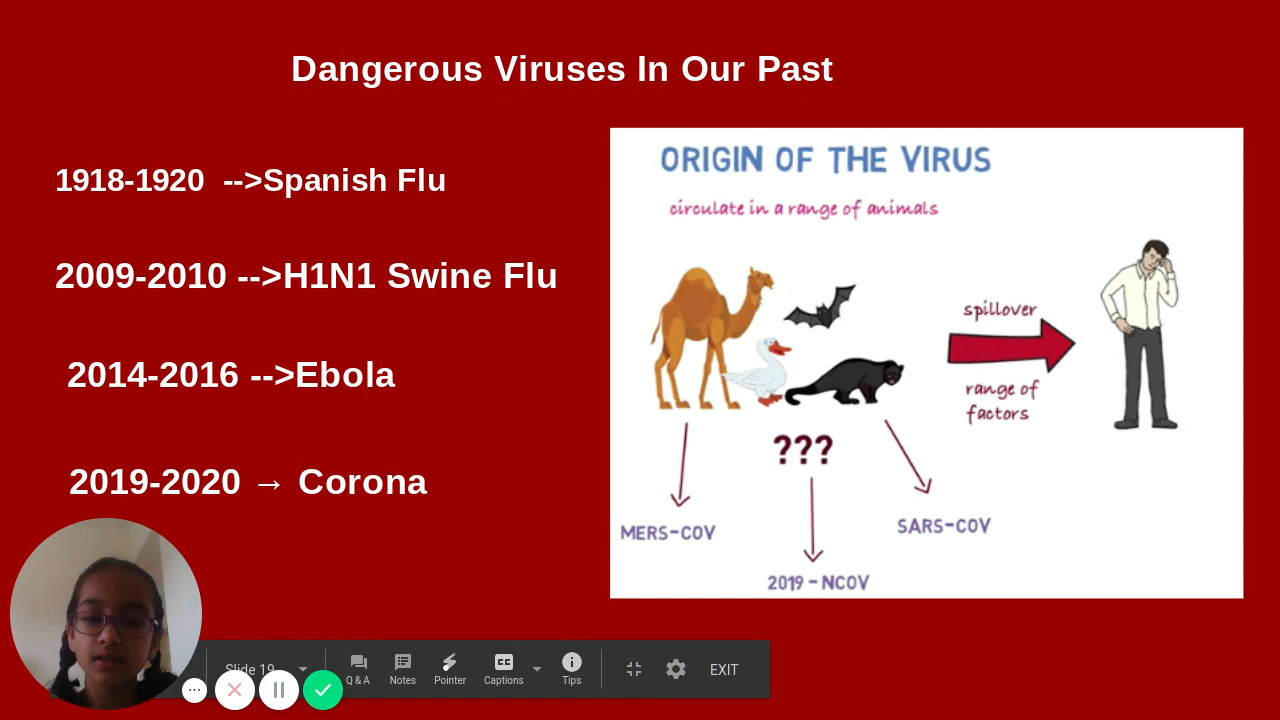 Dangerous Viruses In Our Past
1918-1920 -->Spanish Flu
2009-2010 -->H1N1 Swine Flu
2014-2016 -->Ebola
2019-2020 → Corona
ORIGIN OF THE VIRUS
circulate in a range of animals
spillover
range of
factors
???
MERS-COV
SARS-COV
2019-NCOV
Slide 19
Q & A
Notes
Pointer
CC
Captions
Tips
EXIT